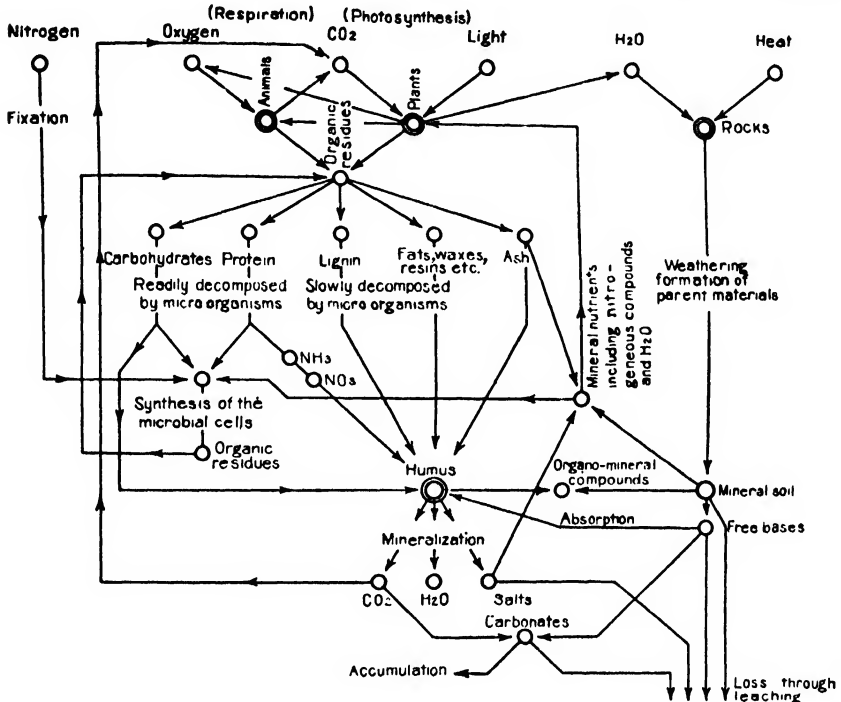 (Respiration) (Photosynthesis)
Nitrogen
Oxygen
CO2
Light
H2O
Heat
Animals
Plants
Fixation
Organic
residues
Rocks
Carbohydrates
Protein
Lignin
Fats, waxes,
resins etc.
Ash
Readily decomposed
by micro organisms
Slowly decomposed
by micro organisms
Weathering
formation of
parent materials
Mineral nutrients
including nitro-
geneous compounds
and H2O
NH3
NO3
Synthesis of the
microbial cells
Organic
residues
Humus
Organo-mineral
compounds
Mineral soil
Absorption
Free bases
Mineralization
CO2
H2O
Salts
Carbonates
Accumulation
Loss through
leaching